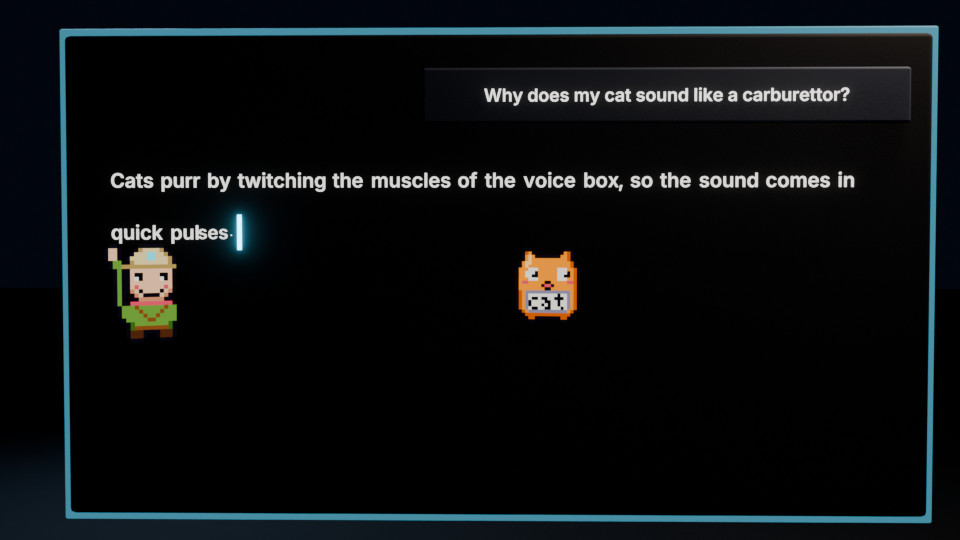 Why does my cat sound like a carburettor?
Cats purr by twitching the muscles of the voice box, so the sound comes in
quick pulses.
cat